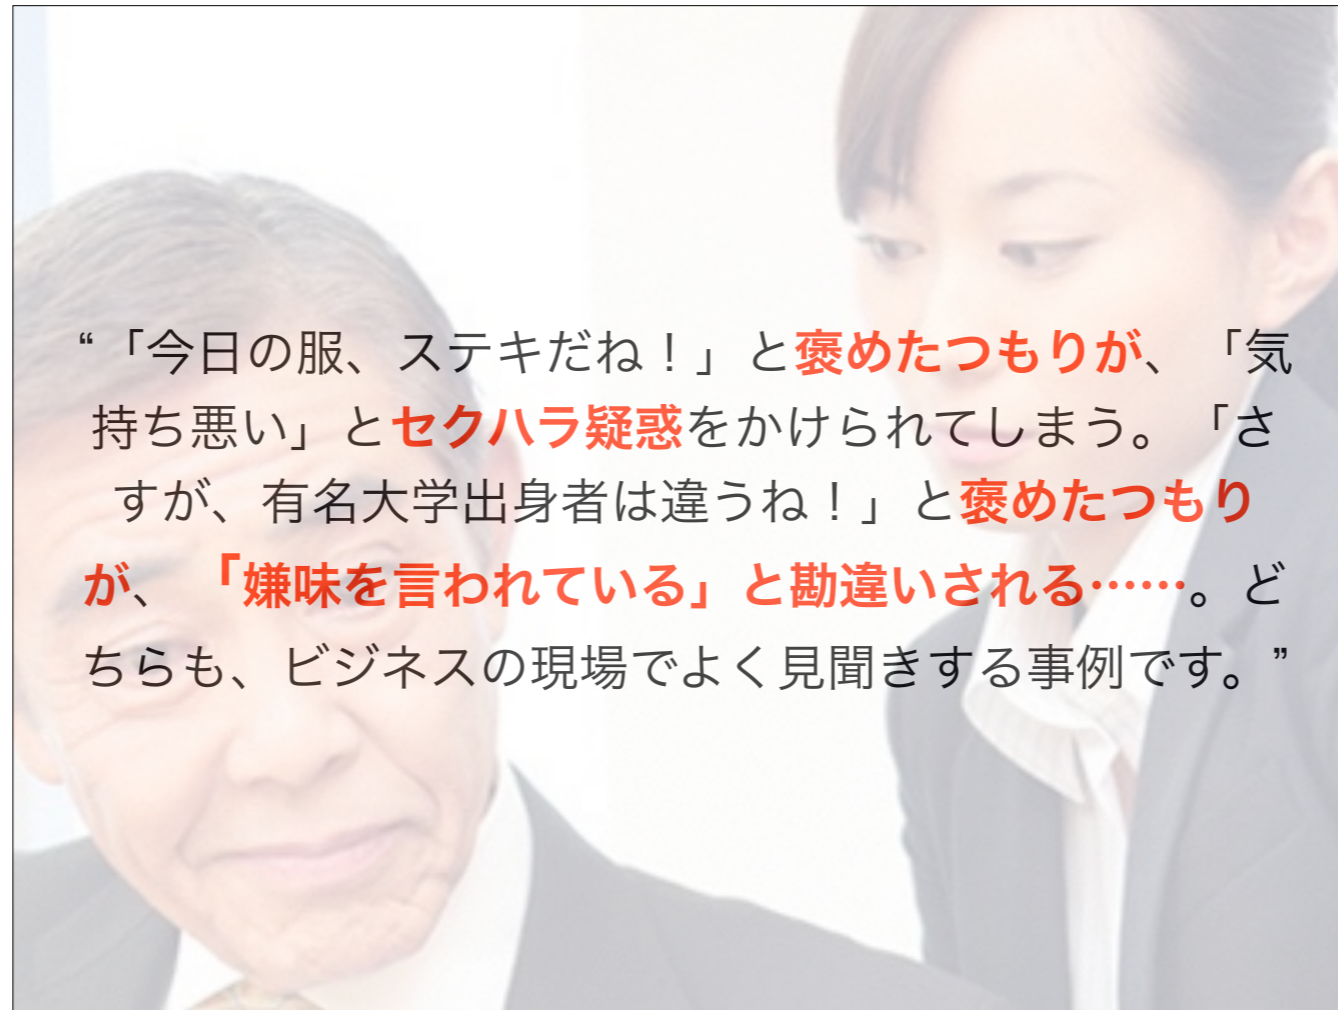 “「今日の服、ステキだね！」と褒めたつもりが、「気
持ち悪い」とセクハラ疑惑をかけられてしまう。「さ
すが、有名大学出身者は違うね！」と褒めたつもり
が、「嫌味を言われている」と勘違いされる……。ど
ちらも、ビジネスの現場でよく見聞きする事例です。”